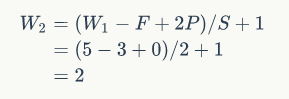 W₂ = (W₁ − F + 2P)/S + 1
= (5 − 3 + 0)/2 + 1
= 2